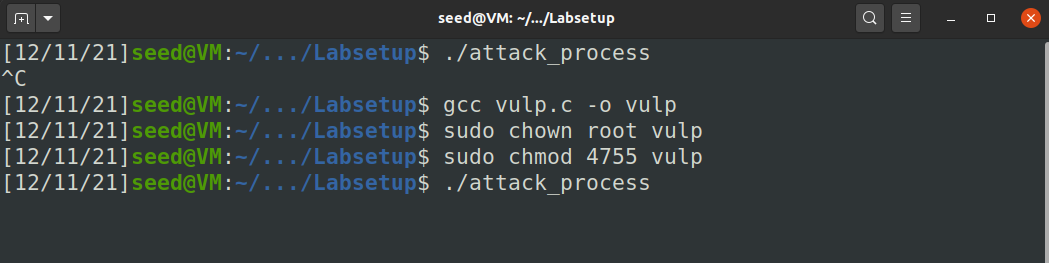 seed@VM: ~/.../Labsetup
[12/11/21]seed@VM:~/.../Labsetup$ ./attack_process
^C
[12/11/21]seed@VM:~/.../Labsetup$ gcc vulp.c -o vulp
[12/11/21]seed@VM:~/.../Labsetup$ sudo chown root vulp
[12/11/21]seed@VM:~/.../Labsetup$ sudo chmod 4755 vulp
[12/11/21]seed@VM:~/.../Labsetup$ ./attack_process